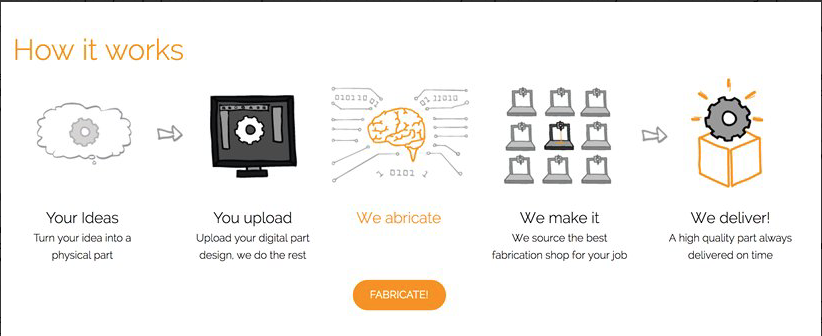 How it works
010110 01
01 11010
0101
Your Ideas
Turn your idea into a
physical part
You upload
Upload your digital part
design, we do the rest
We abricate
We make it
We source the best
fabrication shop for your job
We deliver!
A high quality part always
delivered on time
FABRICATE!